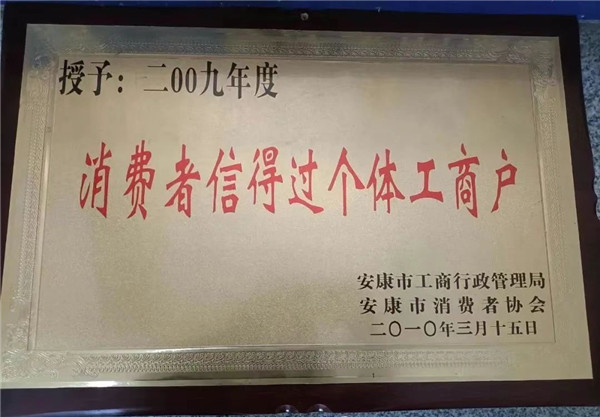 授予：二00九年度
消费者信得过个体工商户
安康市工商行政管理局
安康市消费者协会
二〇一〇年三月十五日